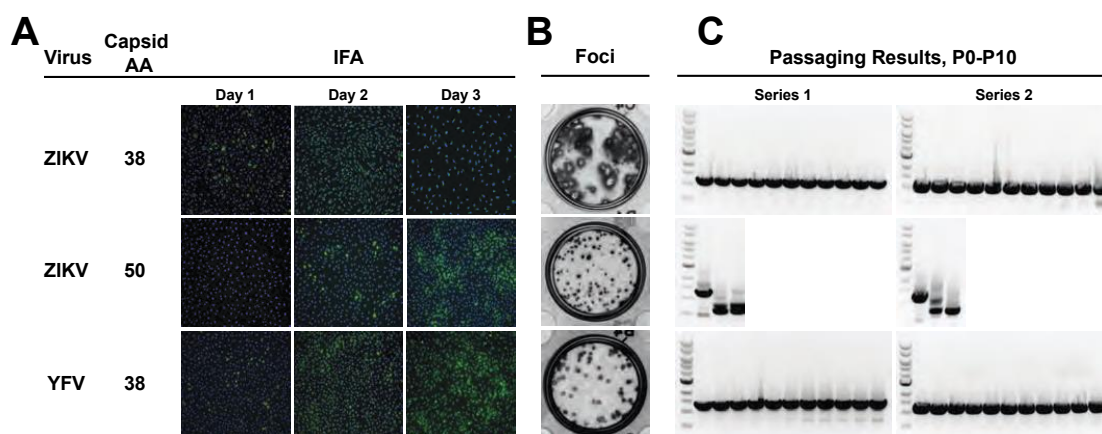 A
Virus
Capsid
AA
IFA
Day 1
Day 2
Day 3
ZIKV
38
ZIKV
50
YFV
38
B
Foci
C
Passaging Results, P0-P10
Series 1
Series 2